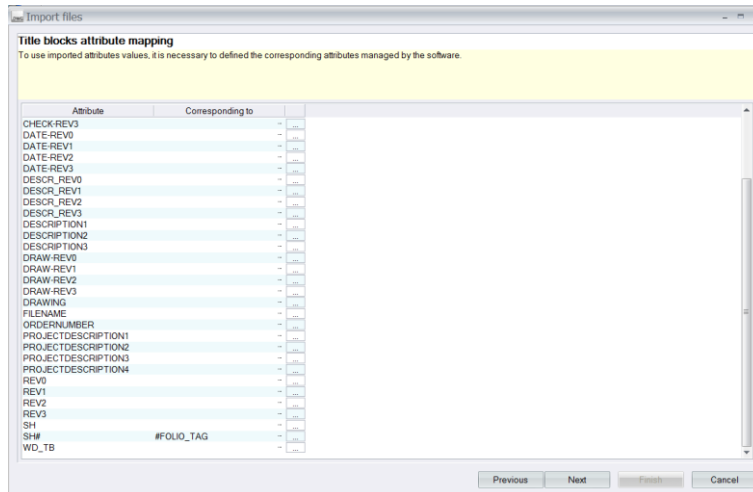 Import files
Title blocks attribute mapping
To use imported attributes values, it is necessary to defined the corresponding attributes managed by the software.
Attribute Corresponding to
CHECK-REV3 ...
DATE-REV0 ...
DATE-REV1 ...
DATE-REV2 ...
DATE-REV3 ...
DESCR_REV0 ...
DESCR_REV1 ...
DESCR_REV2 ...
DESCR_REV3 ...
DESCRIPTION1 ...
DESCRIPTION2 ...
DESCRIPTION3 ...
DRAW-REV0 ...
DRAW-REV1 ...
DRAW-REV2 ...
DRAW-REV3 ...
DRAWING ...
FILENAME ...
ORDERNUMBER ...
PROJECTDESCRIPTION1 ...
PROJECTDESCRIPTION2 ...
PROJECTDESCRIPTION3 ...
PROJECTDESCRIPTION4 ...
REV0 ...
REV1 ...
REV2 ...
REV3 ...
SH ...
SH# #FOLIO_TAG ...
WD_TB ...
Previous Next Finish Cancel